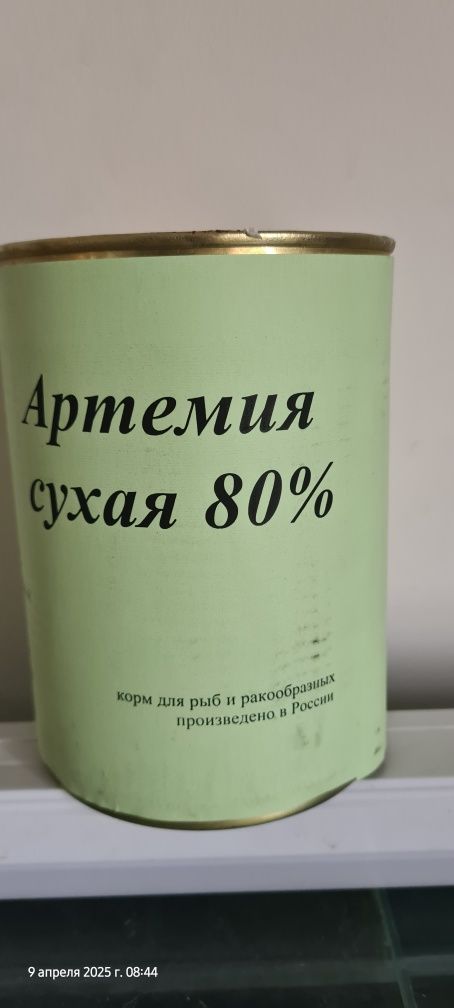 Артемия
сухая 80%
корм для рыб и ракообразных
произведено в России
9 апреля 2025 г. 08:44